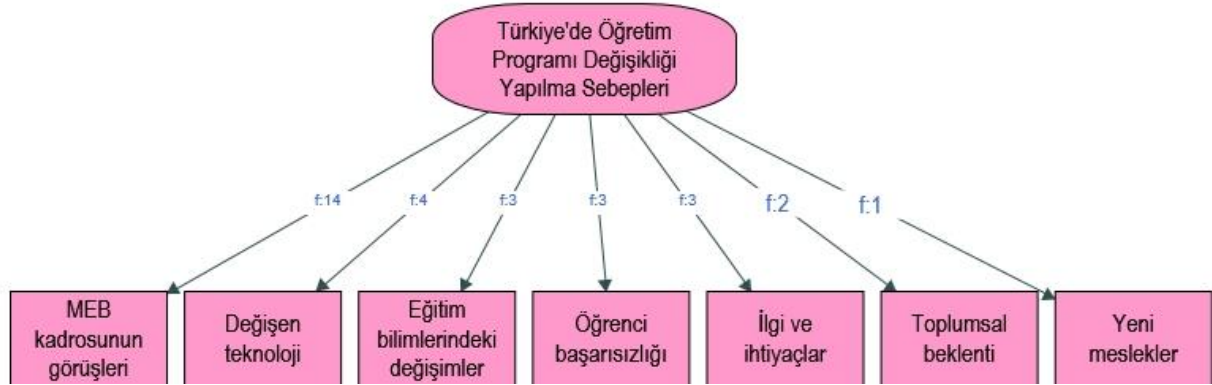 Türkiye'de Öğretim
Programı Değişikliği
Yapılma Sebepleri
f:14
f:4
f:3
f:3
f:3
f:2
f:1
MEB
kadrosunun
görüşleri
Değişen
teknoloji
Eğitim
bilimlerindeki
değişimler
Öğrenci
başarısızlığı
İlgi ve
ihtiyaçlar
Toplumsal
beklenti
Yeni
meslekler